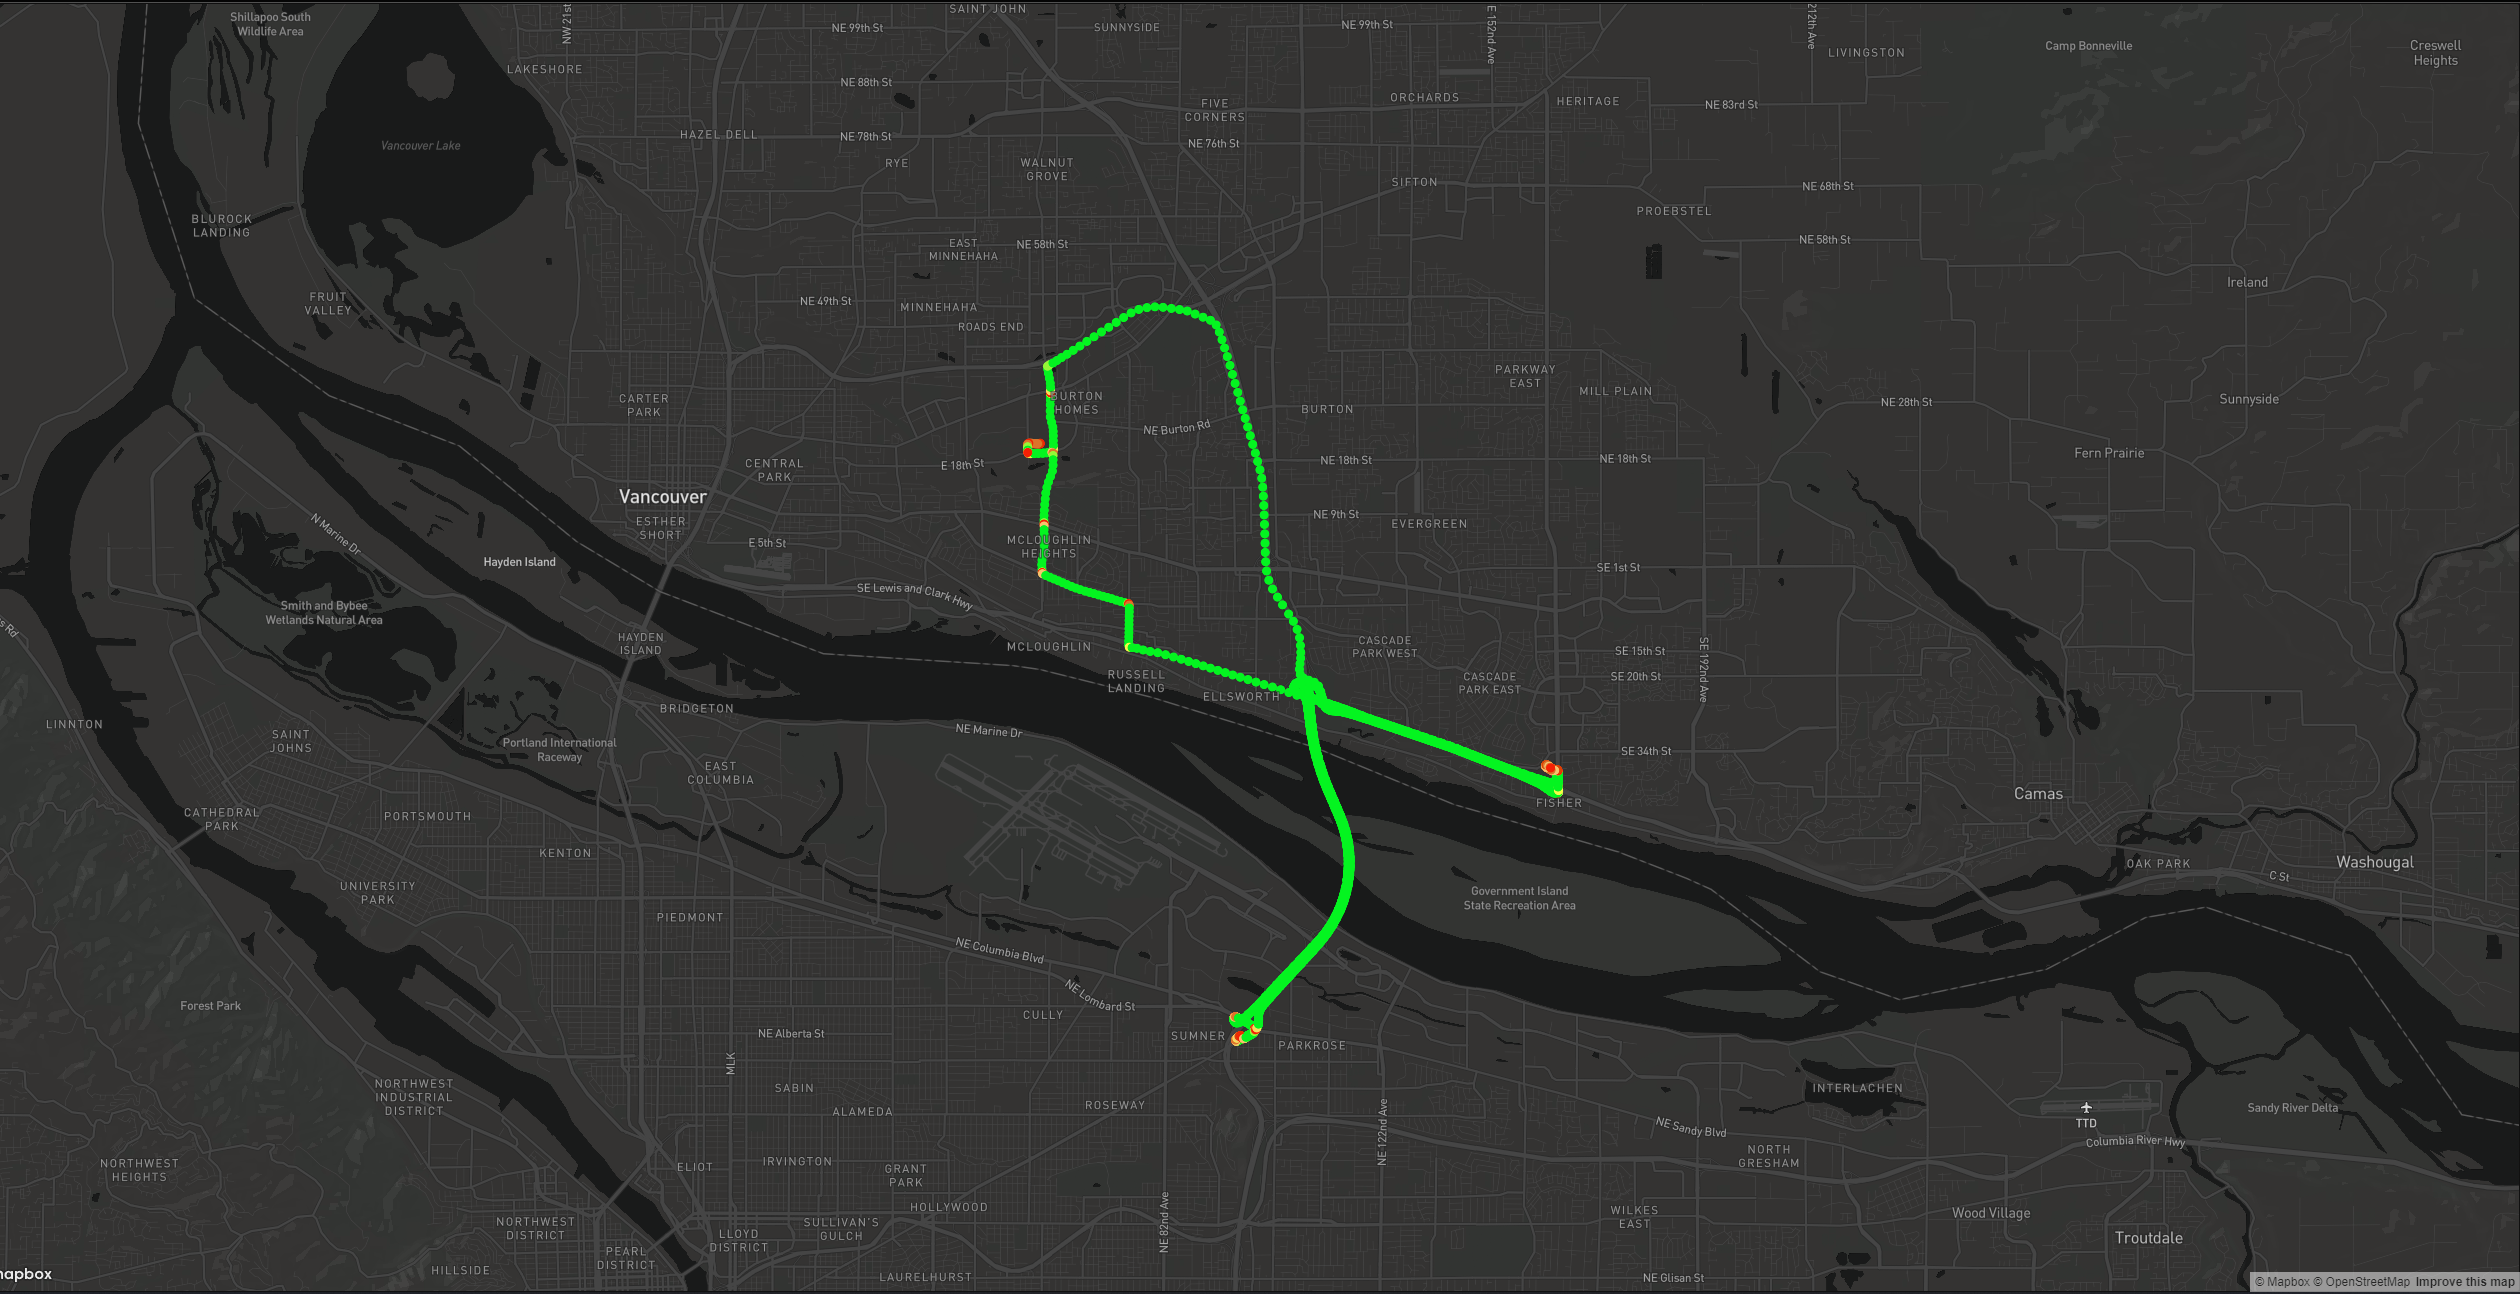 Shillapoo South
Wildlife Area
NW 21st
SAINT JOHN
SUNNYSIDE
NE 99th St
NE 99th St
E 152nd Ave
212th Ave
LIVINGSTON
Camp Bonneville
Creswell
Heights
LAKESHORE
NE 88th St
FIVE
CORNERS
ORCHARDS
HERITAGE
NE 83rd St
Vancouver Lake
HAZEL DELL
NE 78th St
NE 76th St
RYE
WALNUT
GROVE
SIFTON
NE 68th St
BLUROCK
LANDING
PROEBSTEL
EAST
MINNEHAHA
NE 58th St
NE 58th St
FRUIT
VALLEY
NE 49th St
MINNEHAHA
ROADS END
Ireland
CARTER
PARK
BURTON
HOMES
NE Burton Rd
BURTON
PARKWAY
EAST
MILL PLAIN
NE 28th St
Sunnyside
CENTRAL
PARK
E 18th St
NE 18th St
NE 18th St
Fern Prairie
Vancouver
ESTHER
SHORT
N Marine Dr
E 5th St
MCLOUGHLIN
HEIGHTS
NE 9th St
EVERGREEN
Hayden Island
SE Lewis and Clark Hwy
SE 1st St
Smith and Bybee
Wetlands Natural Area
s Rd
HAYDEN
ISLAND
MCLOUGHLIN
CASCADE
PARK WEST
SE 15th St
SE 192nd Ave
RUSSELL
LANDING
ELLSWORTH
CASCADE
PARK EAST
SE 20th St
LINNTON
BRIDGETON
SAINT
JOHNS
Portland International
Raceway
NE Marine Dr
SE 34th St
EAST
COLUMBIA
FISHER
Camas
CATHEDRAL
PARK
PORTSMOUTH
KENTON
OAK PARK
Washougal
C St
UNIVERSITY
PARK
Government Island
State Recreation Area
PIEDMONT
NE Columbia Blvd
Forest Park
NE Lombard St
CULLY
NE Alberta St
SUMNER
PARKROSE
MLK
NORTHWEST
INDUSTRIAL
DISTRICT
SABIN
ALAMEDA
ROSEWAY
NE 122nd Ave
INTERLACHEN
TTD
Sandy River Delta
NE Sandy Blvd
Columbia River Hwy
NORTHWEST
HEIGHTS
ELIOT
IRVINGTON
GRANT
PARK
NORTH
GRESHAM
HOLLYWOOD
NE 82nd Ave
NORTHWEST
DISTRICT
SULLIVAN'S
GULCH
WILKES
EAST
Wood Village
LLOYD
DISTRICT
Troutdale
PEARL
DISTRICT
HILLSIDE
LAURELHURST
NE Glisan St
mapbox
© Mapbox © OpenStreetMap Improve this map